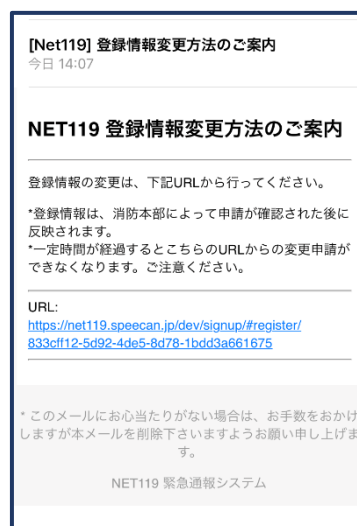 [Net119] 登録情報変更方法のご案内
今日 14:07
NET119 登録情報変更方法のご案内
登録情報の変更は、下記URLから行ってください。
*登録情報は、消防本部によって申請が確認された後に
反映されます。
*一定時間が経過するとこちらのURLからの変更申請が
できなくなります。ご注意ください。
URL:
https://net119.speecan.jp/dev/signup/#register/
833cff12-5d92-4de5-8d78-1bdd3a661675
* このメールにお心当たりがない場合は、お手数をおかけ
しますが本メールを削除下さいますようお願い申し上げま
す。
NET119 緊急通報システム